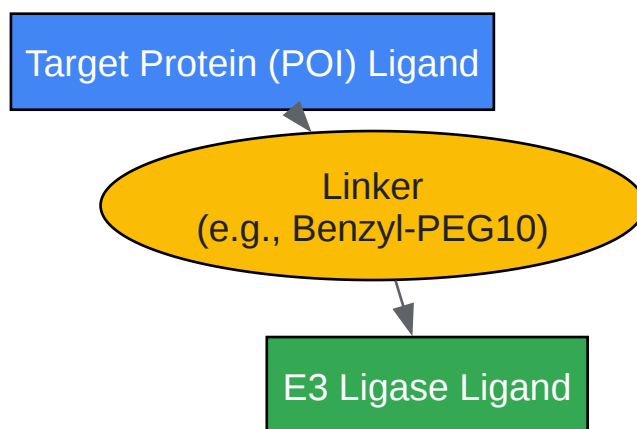 Target Protein (POI) Ligand
Linker
(e.g., Benzyl-PEG10)
E3 Ligase Ligand